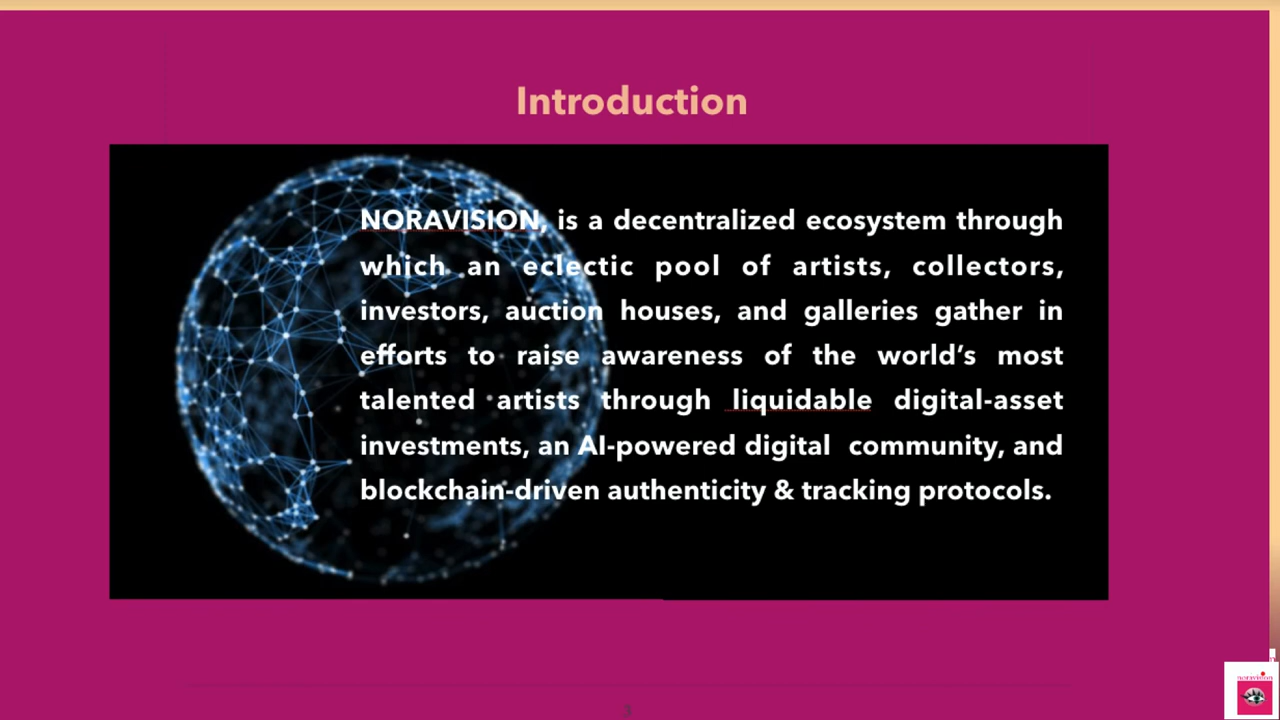 Introduction
NORAVISION, is a decentralized ecosystem through
which an eclectic pool of artists, collectors,
investors, auction houses, and galleries gather in
efforts to raise awareness of the world’s most
talented artists through liquidable digital-asset
investments, an AI-powered digital community, and
blockchain-driven authenticity & tracking protocols.
3
noravision